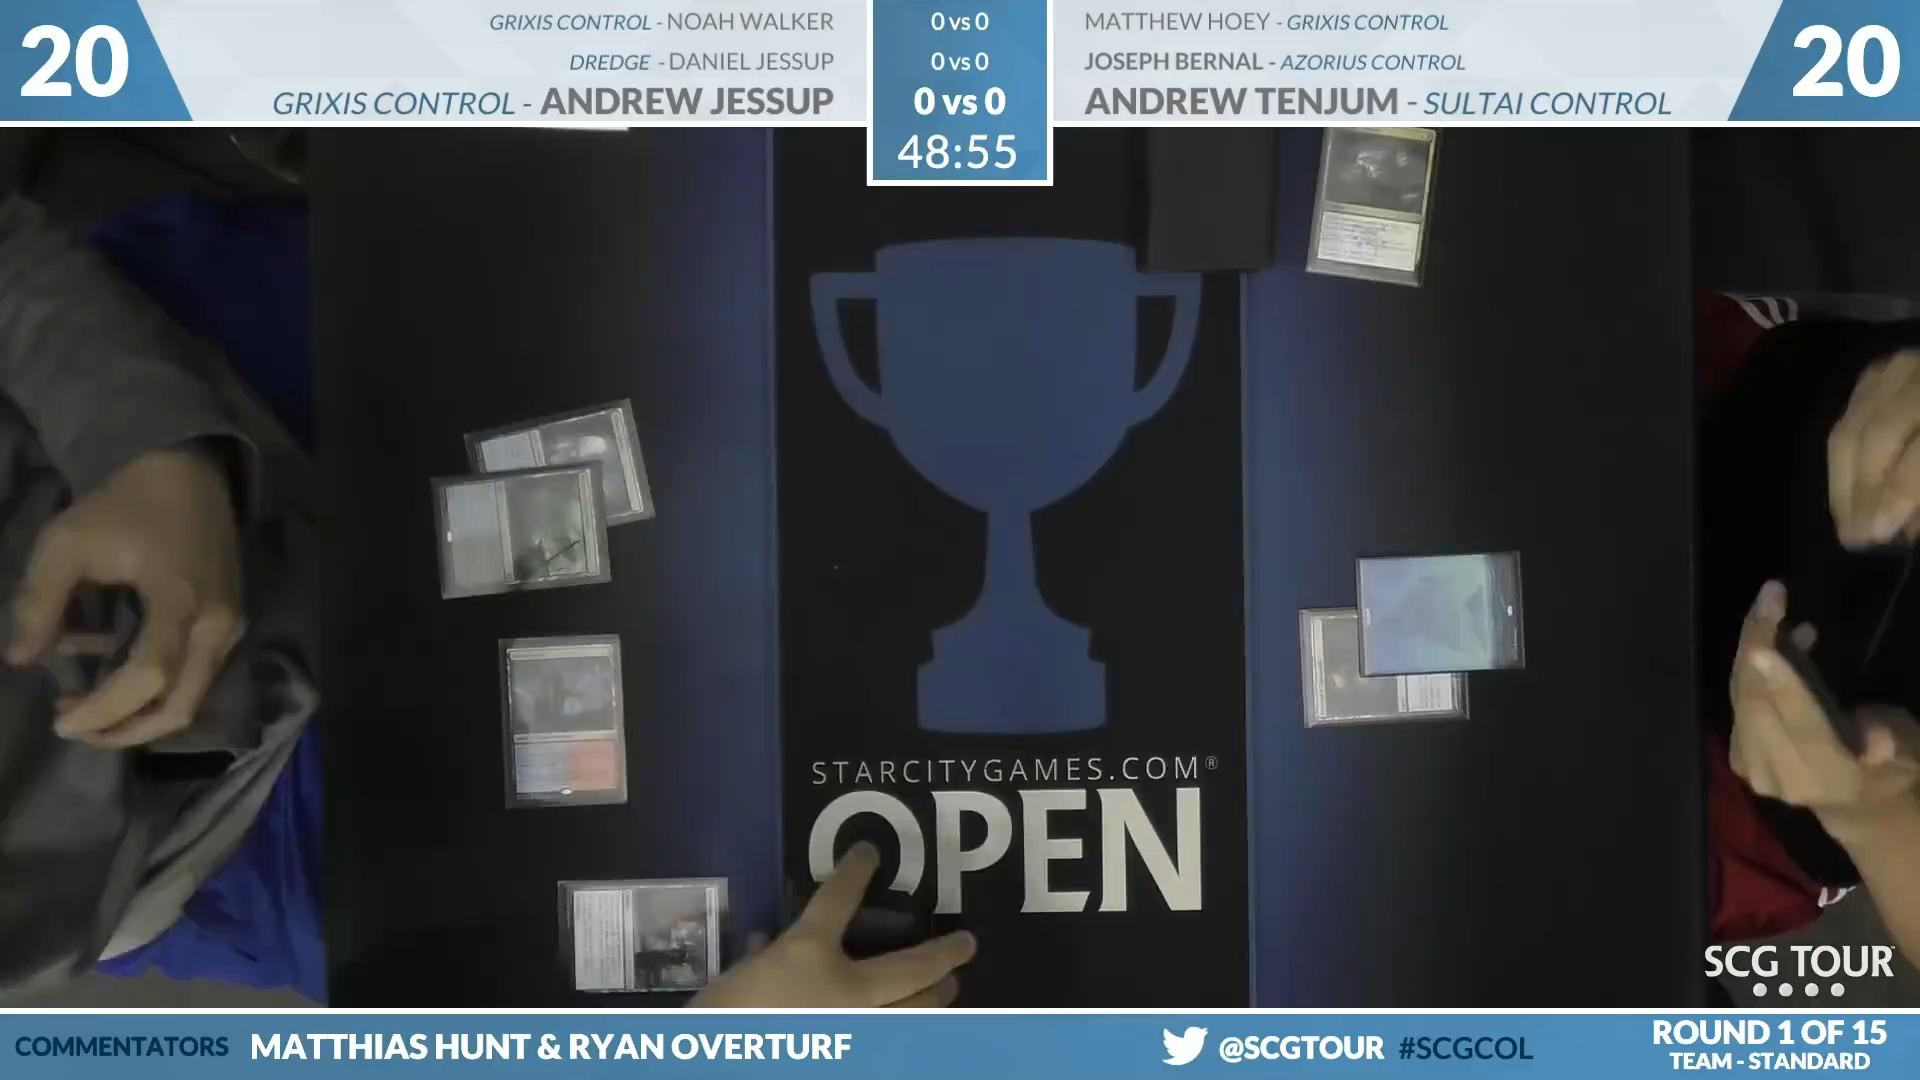 20
GRIXIS CONTROL - NOAH WALKER
DREDGE - DANIEL JESSUP
GRIXIS CONTROL - ANDREW JESSUP
0 vs 0
0 vs 0
0 vs 0
48:55
MATTHEW HOEY - GRIXIS CONTROL
JOSEPH BERNAL - AZORIUS CONTROL
ANDREW TENJUM - SULTAI CONTROL
20
STARCITYGAMES.COM®
OPEN
SCG TOUR
COMMENTATORS MATTHIAS HUNT & RYAN OVERTURF
@SCGTOUR #SCGCOL
ROUND 1 OF 15
TEAM - STANDARD